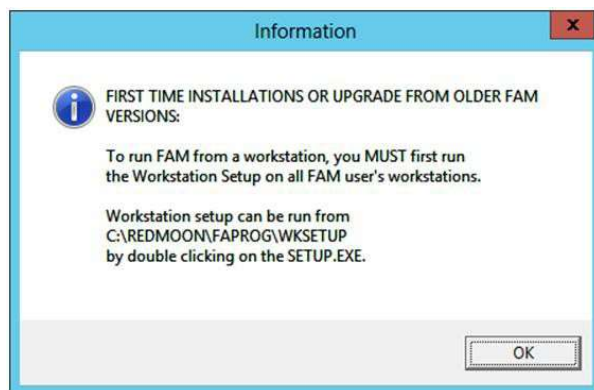 Information
x
FIRST TIME INSTALLATIONS OR UPGRADE FROM OLDER FAM
VERSIONS:
To run FAM from a workstation, you MUST first run
the Workstation Setup on all FAM user's workstations.
Workstation setup can be run from
C:\REDMOON\FAPROG\WKSETUP
by double clicking on the SETUP.EXE.
OK